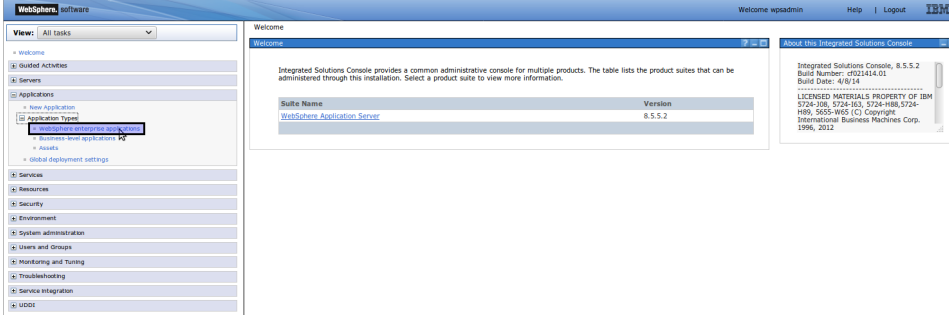 WebSphere. software
Welcome wpsadmin
Help | Logout
IBM
View: All tasks
Welcome
Guided Activities
Servers
Applications
New Application
Application Types
WebSphere enterprise applications
Business-level applications
Assets
Global deployment settings
Services
Resources
Security
Environment
System administration
Users and Groups
Monitoring and Tuning
Troubleshooting
Service integration
UDDI
Welcome
Welcome
Integrated Solutions Console provides a common administrative console for multiple products. The table lists the product suites that can be
administered through this installation. Select a product suite to view more information.
Suite Name Version
WebSphere Application Server 8.5.5.2
About this Integrated Solutions Console
Integrated Solutions Console, 8.5.5.2
Build Number: cf021414.01
Build Date: 4/8/14
----------------------------------------
LICENSED MATERIALS PROPERTY OF IBM
5724-J08, 5724-I63, 5724-H88,5724-
H89, 5655-W65 (C) Copyright
International Business Machines Corp.
1996, 2012